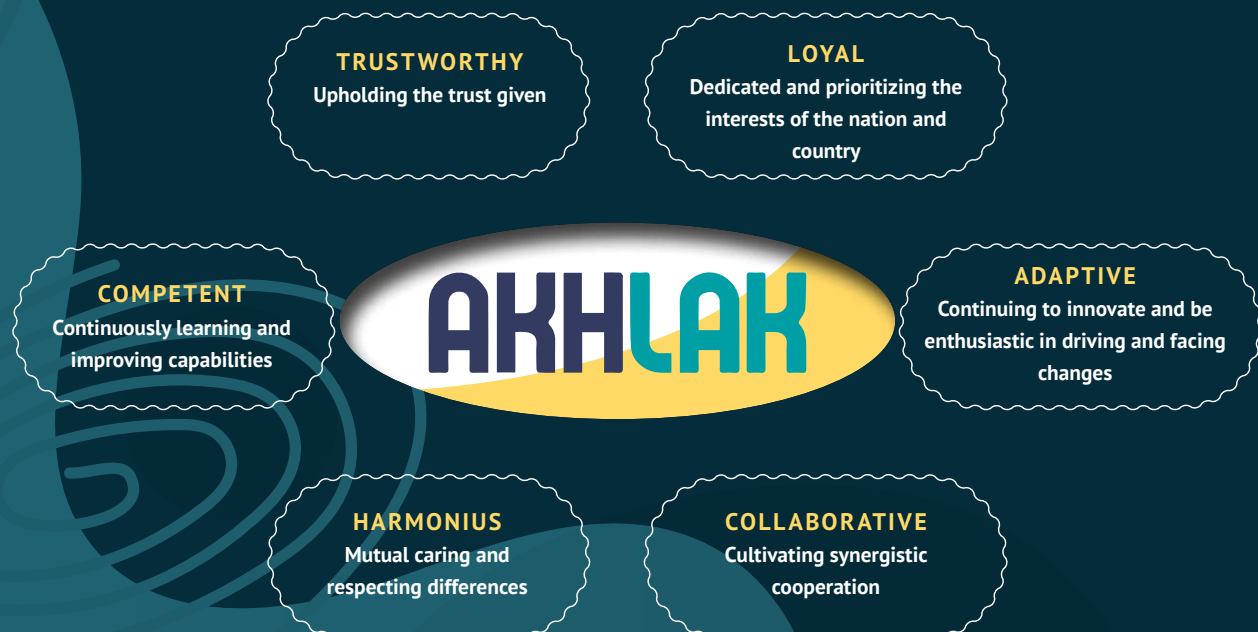 TRUSTWORTHY
Upholding the trust given
LOYAL
Dedicated and prioritizing the
interests of the nation and
country
COMPETENT
Continuously learning and
improving capabilities
AKHLAK
ADAPTIVE
Continuing to innovate and be
enthusiastic in driving and facing
changes
HARMONIUS
Mutual caring and
respecting differences
COLLABORATIVE
Cultivating synergistic
cooperation